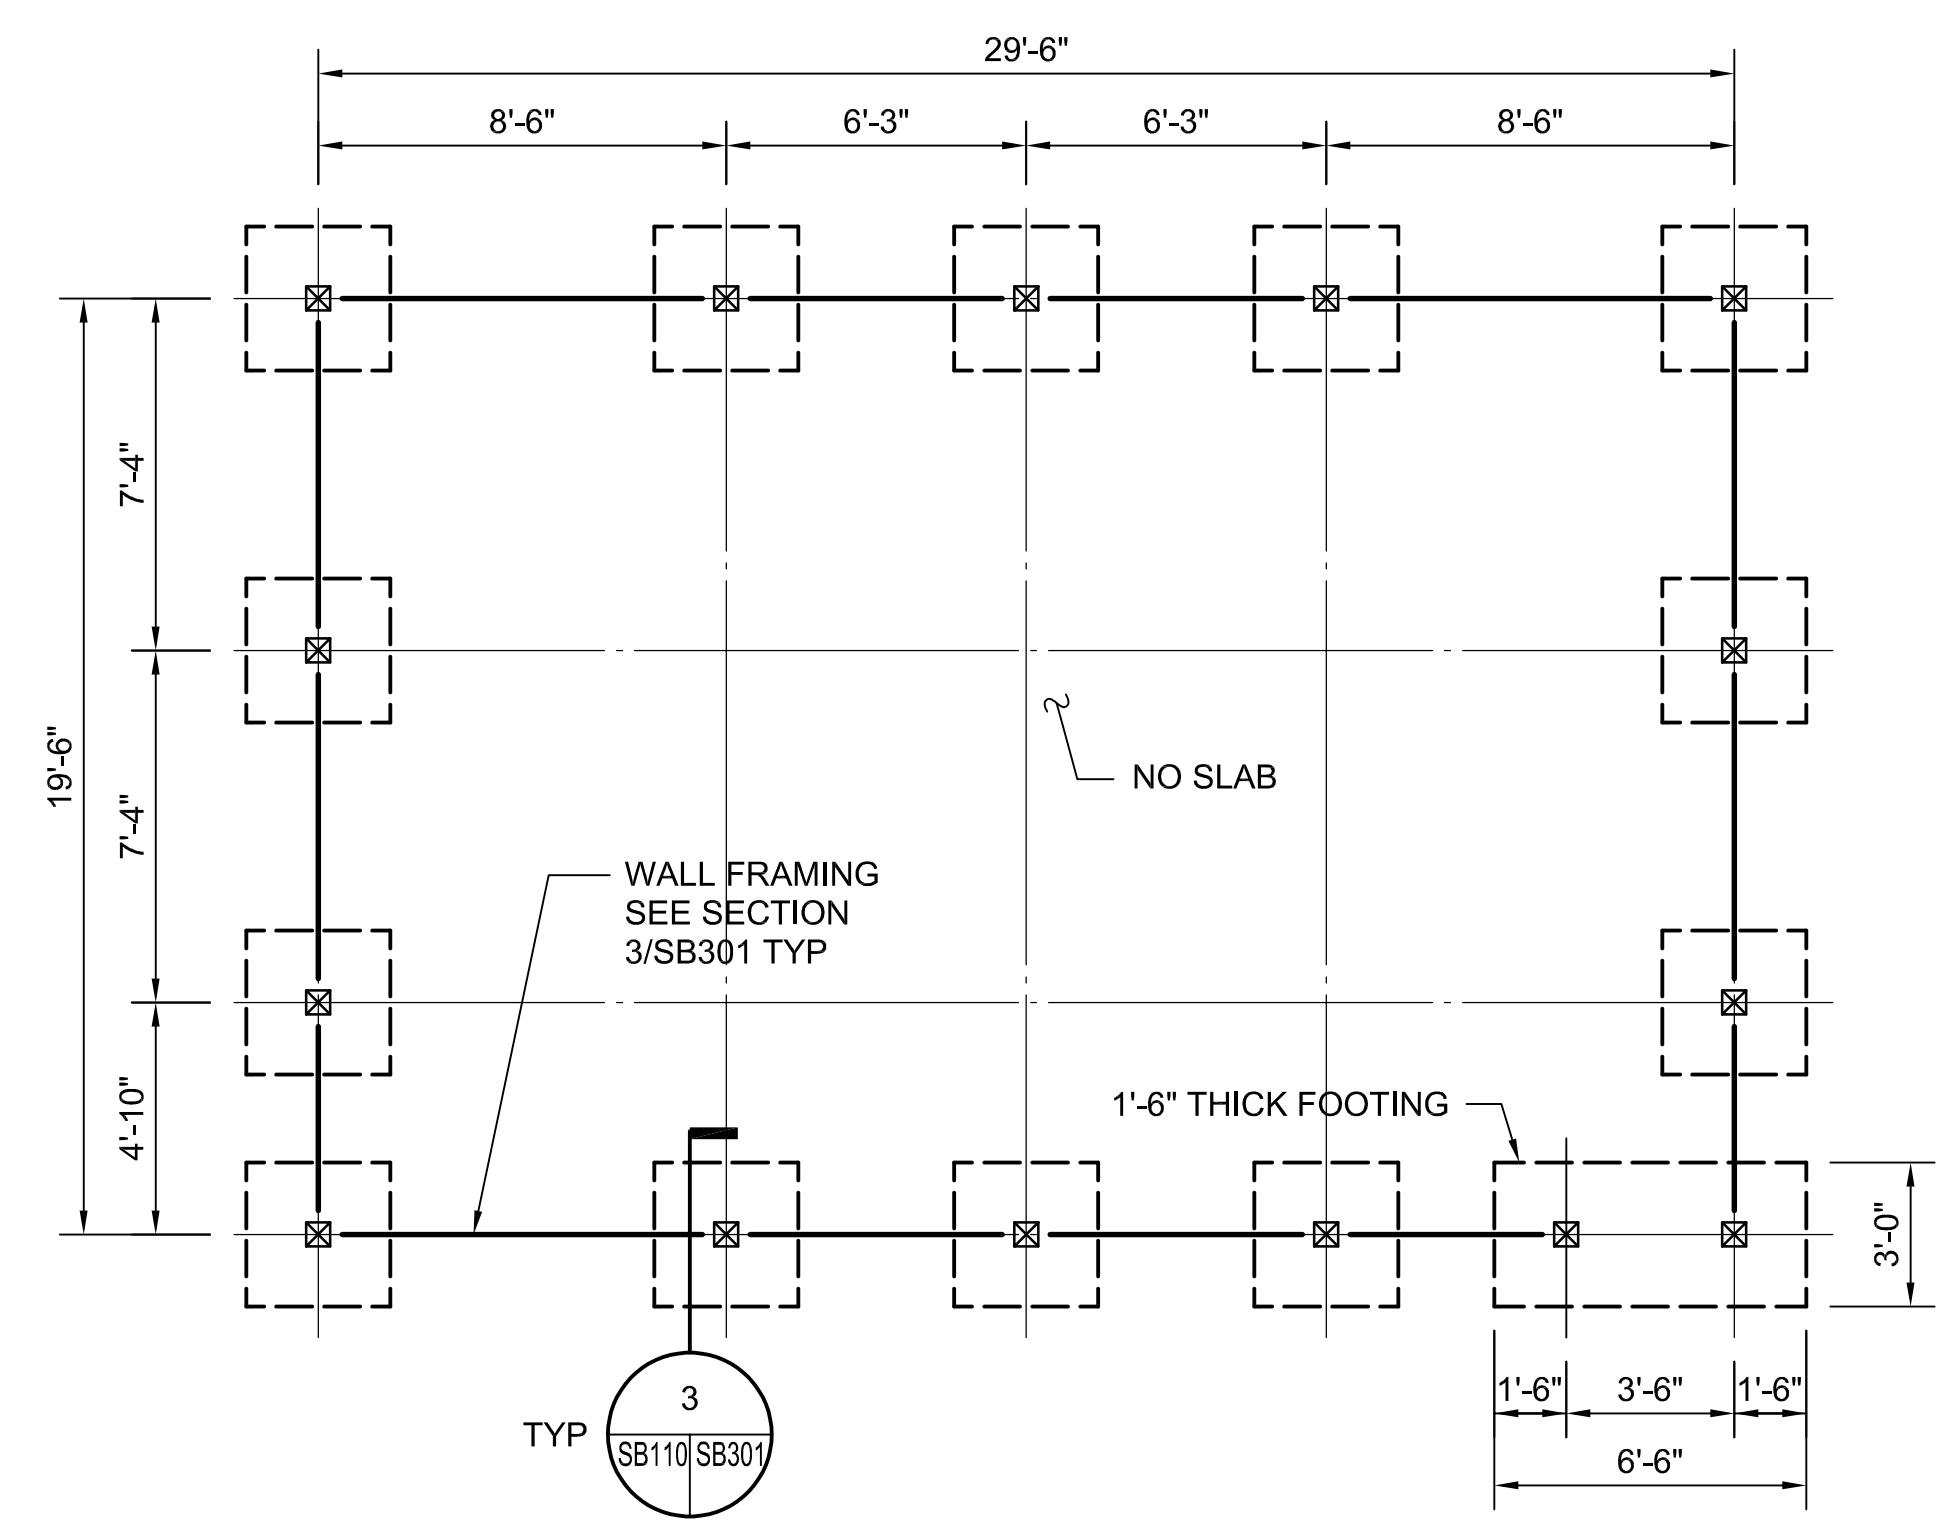 29'-6"
8'-6"
6'-3"
6'-3"
8'-6"
7'-4"
19'-6"
7'-4"
4'-10"
NO SLAB
WALL FRAMING
SEE SECTION
3/SB301 TYP
1'-6" THICK FOOTING
3'-0"
1'-6"
3'-6"
1'-6"
6'-6"
TYP
3
SB110
SB301